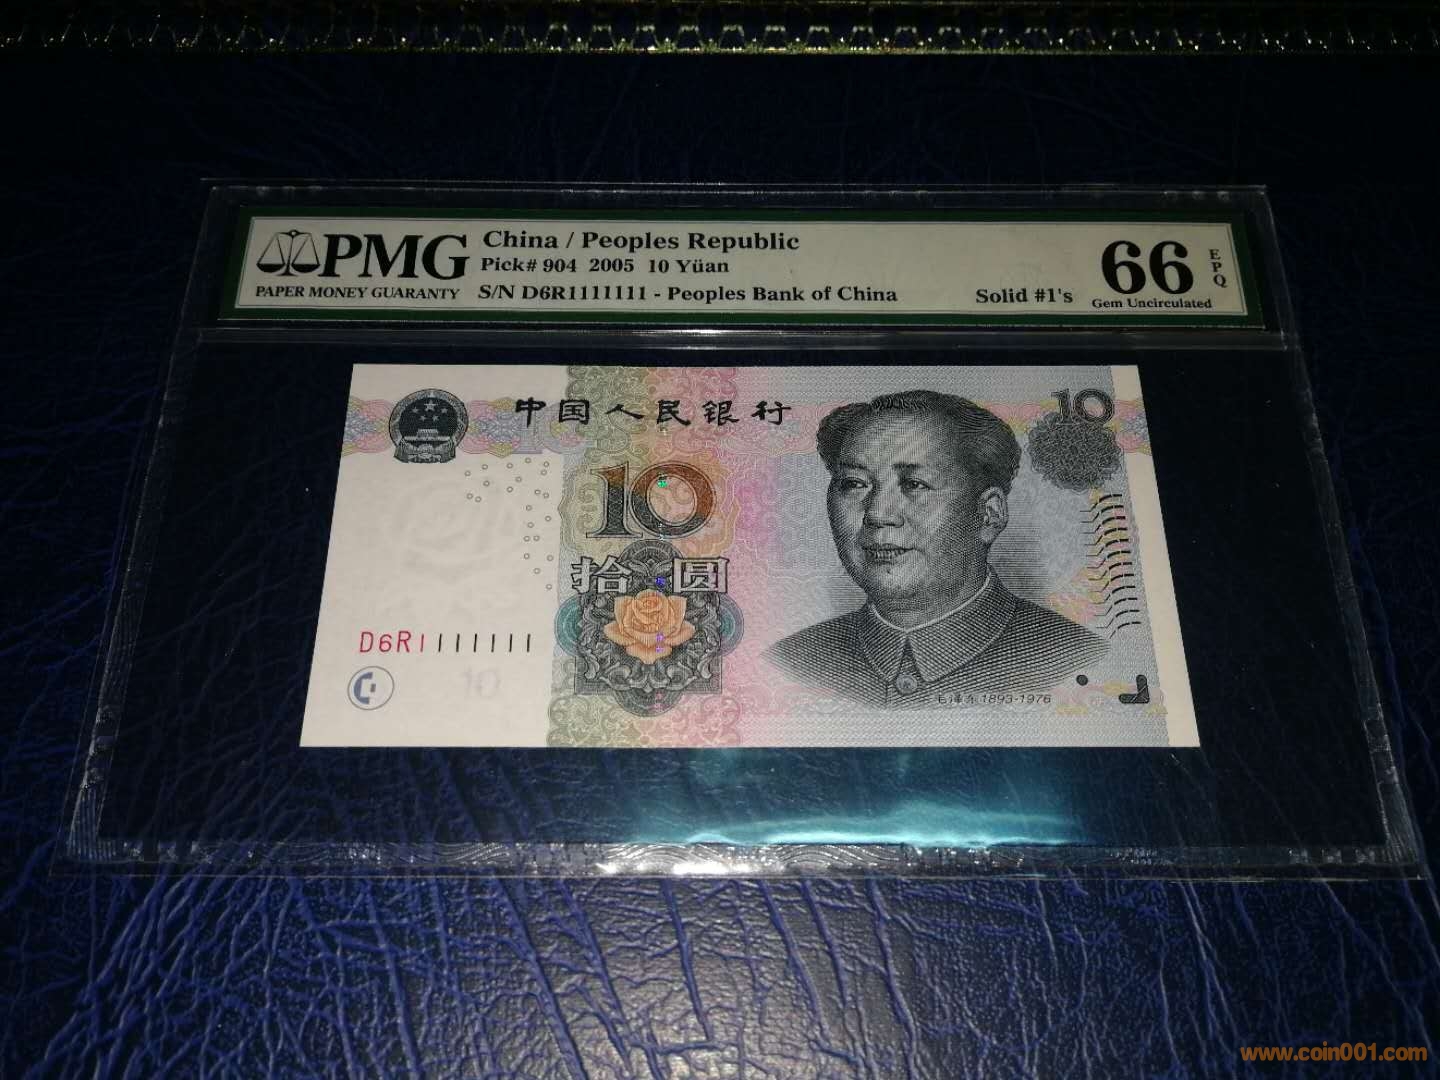 PMG
PAPER MONEY GUARANTY
China / Peoples Republic
Pick# 904 2005 10 Yüan
S/N D6R1111111 - Peoples Bank of China
Solid #1's
66
EPQ
Gem Uncirculated
中国人民银行
10
10
拾圆
D6R1111111
10
毛泽东 1893-1976
www.coin001.com